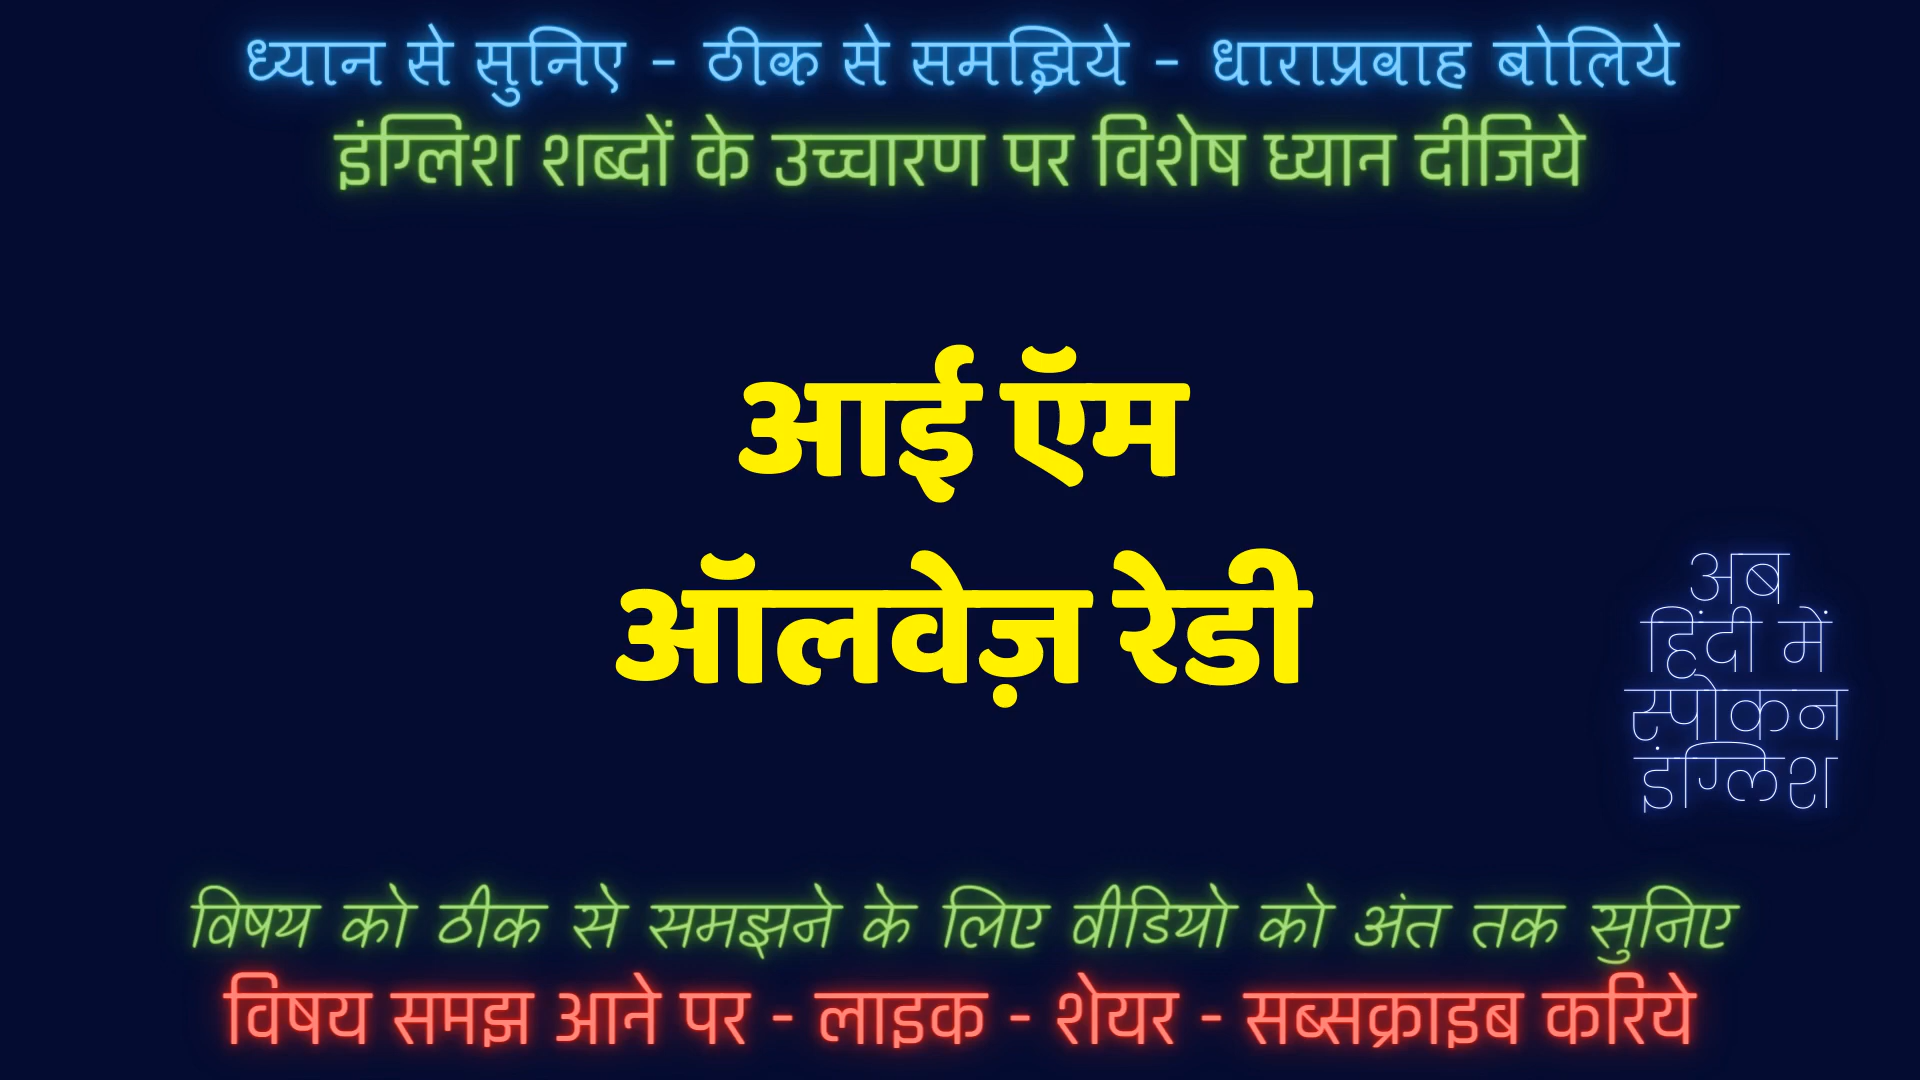 ध्यान से सुनिए - ठीक से समझिये - धाराप्रवाह बोलिये
इंग्लिश शब्दों के उच्चारण पर विशेष ध्यान दीजिये
आई ऍम
ऑलवेज़ रेडी
अब
हिंदी में
स्पोकन
इंग्लिश
विषय को ठीक से समझने के लिए वीडियो को अंत तक सुनिए
विषय समझ आने पर - लाइक - शेयर - सब्सक्राइब करिये